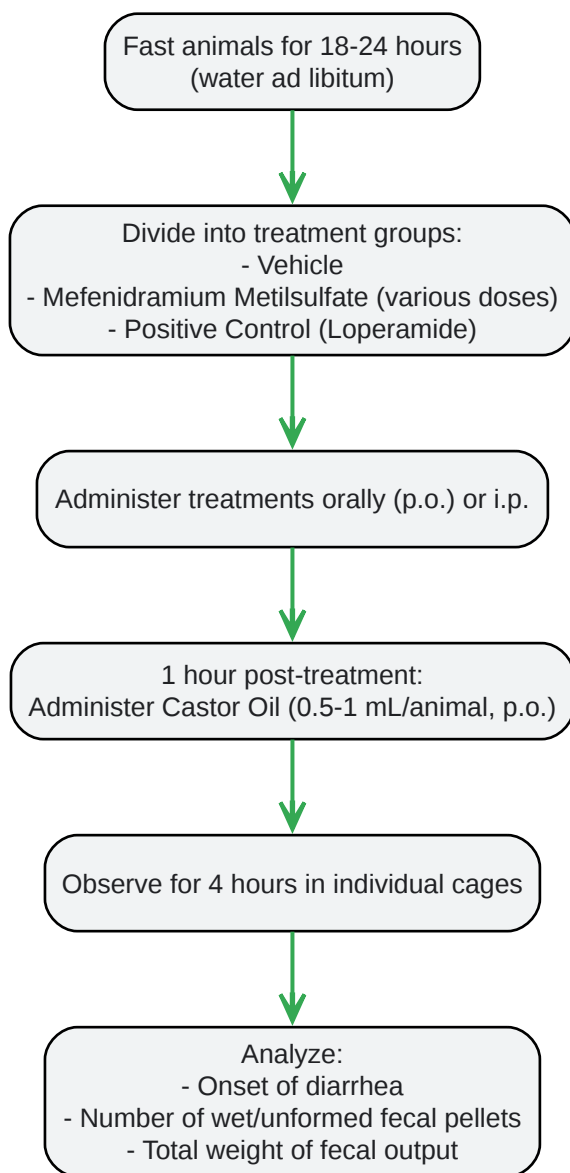 Fast animals for 18-24 hours
(water ad libitum)
Divide into treatment groups:
- Vehicle
- Mefenidramium Metilsulfate (various doses)
- Positive Control (Loperamide)
Administer treatments orally (p.o.) or i.p.
1 hour post-treatment:
Administer Castor Oil (0.5-1 mL/animal, p.o.)
Observe for 4 hours in individual cages
Analyze:
- Onset of diarrhea
- Number of wet/unformed fecal pellets
- Total weight of fecal output